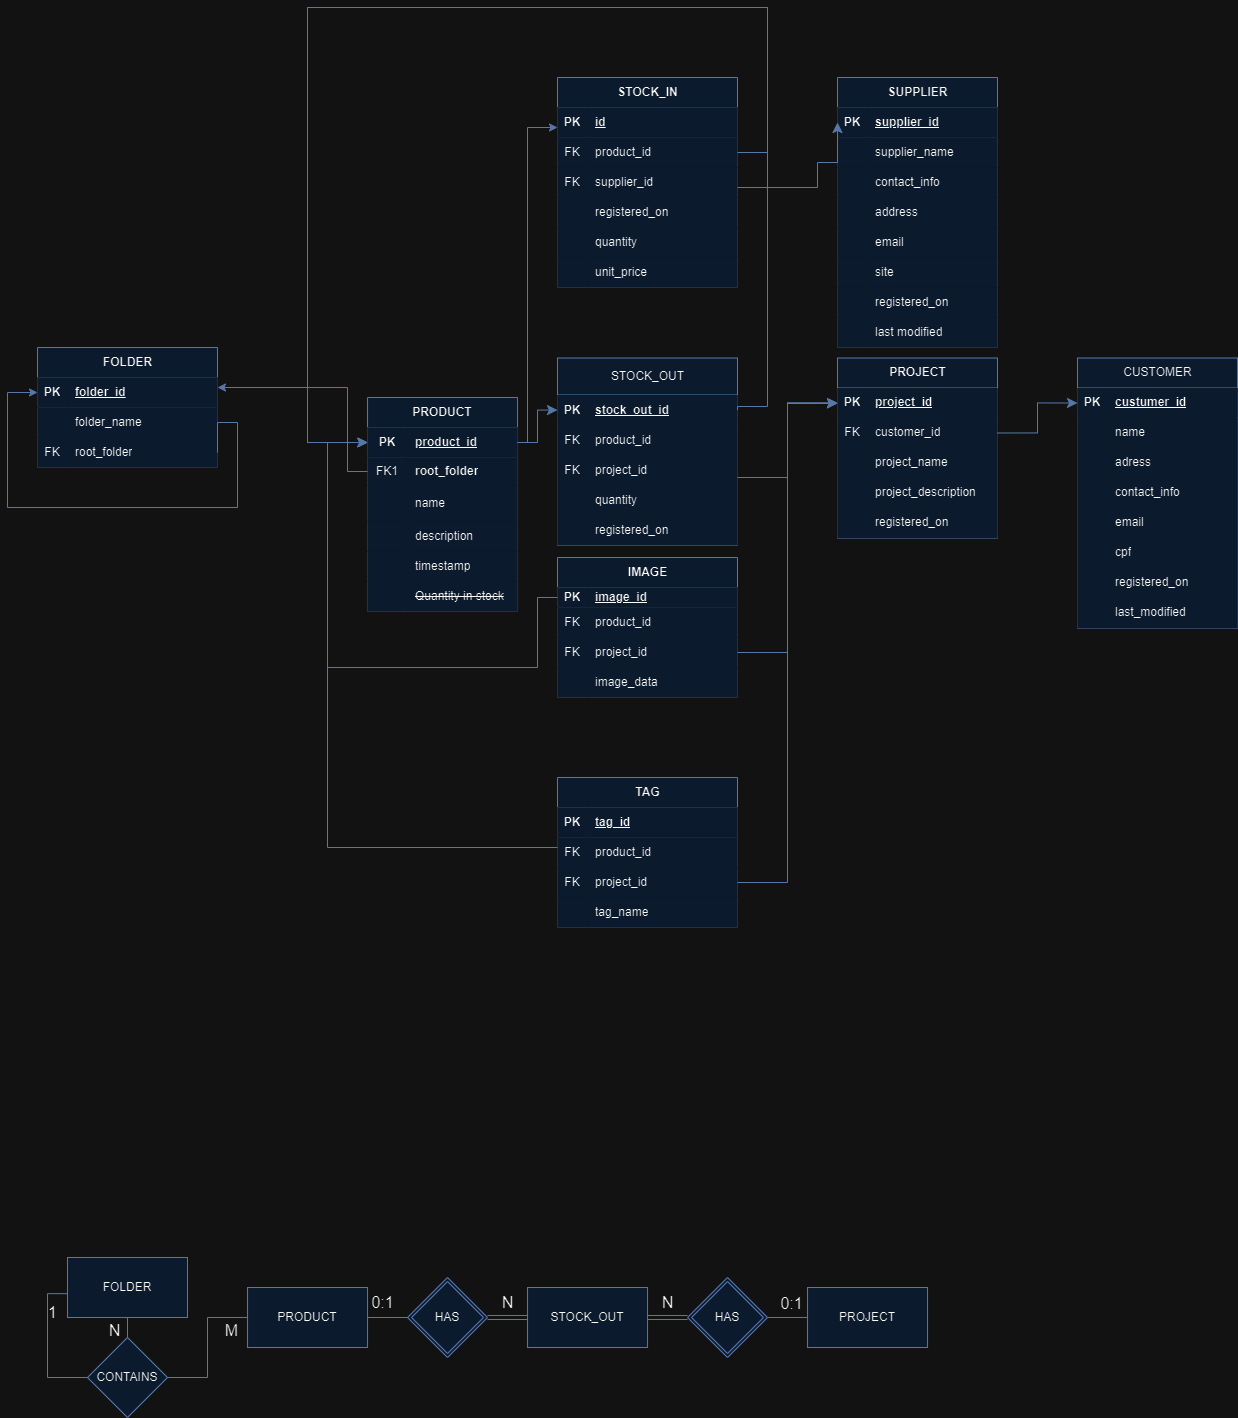 STOCK_IN
PK id
FK product_id
FK supplier_id
registered_on
quantity
unit_price
SUPPLIER
PK supplier_id
supplier_name
contact_info
address
email
site
registered_on
last modified
FOLDER
PK folder_id
folder_name
FK root_folder
PRODUCT
PK product_id
FK1 root_folder
name
description
timestamp
Quantity in stock
STOCK_OUT
PK stock_out_id
FK product_id
FK project_id
quantity
registered_on
PROJECT
PK project_id
FK customer_id
project_name
project_description
registered_on
CUSTOMER
PK custumer_id
name
adress
contact_info
email
cpf
registered_on
last_modified
IMAGE
PK image_id
FK product_id
FK project_id
image_data
TAG
PK tag_id
FK product_id
FK project_id
tag_name
FOLDER
1
N
CONTAINS
M
PRODUCT
0:1
HAS
N
STOCK_OUT
N
HAS
0:1
PROJECT